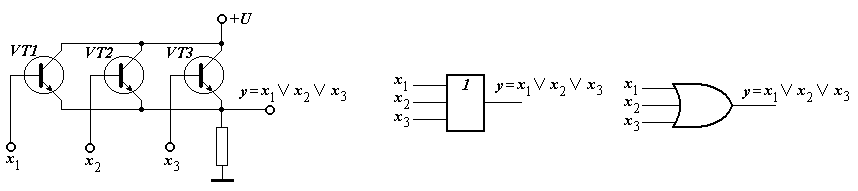 +U
VT1 VT2 VT3
y=x₁∨x₂∨x₃
x₁ x₂ x₃
x₁
x₂
x₃
1
y=x₁∨x₂∨x₃
x₁
x₂
x₃
y=x₁∨x₂∨x₃